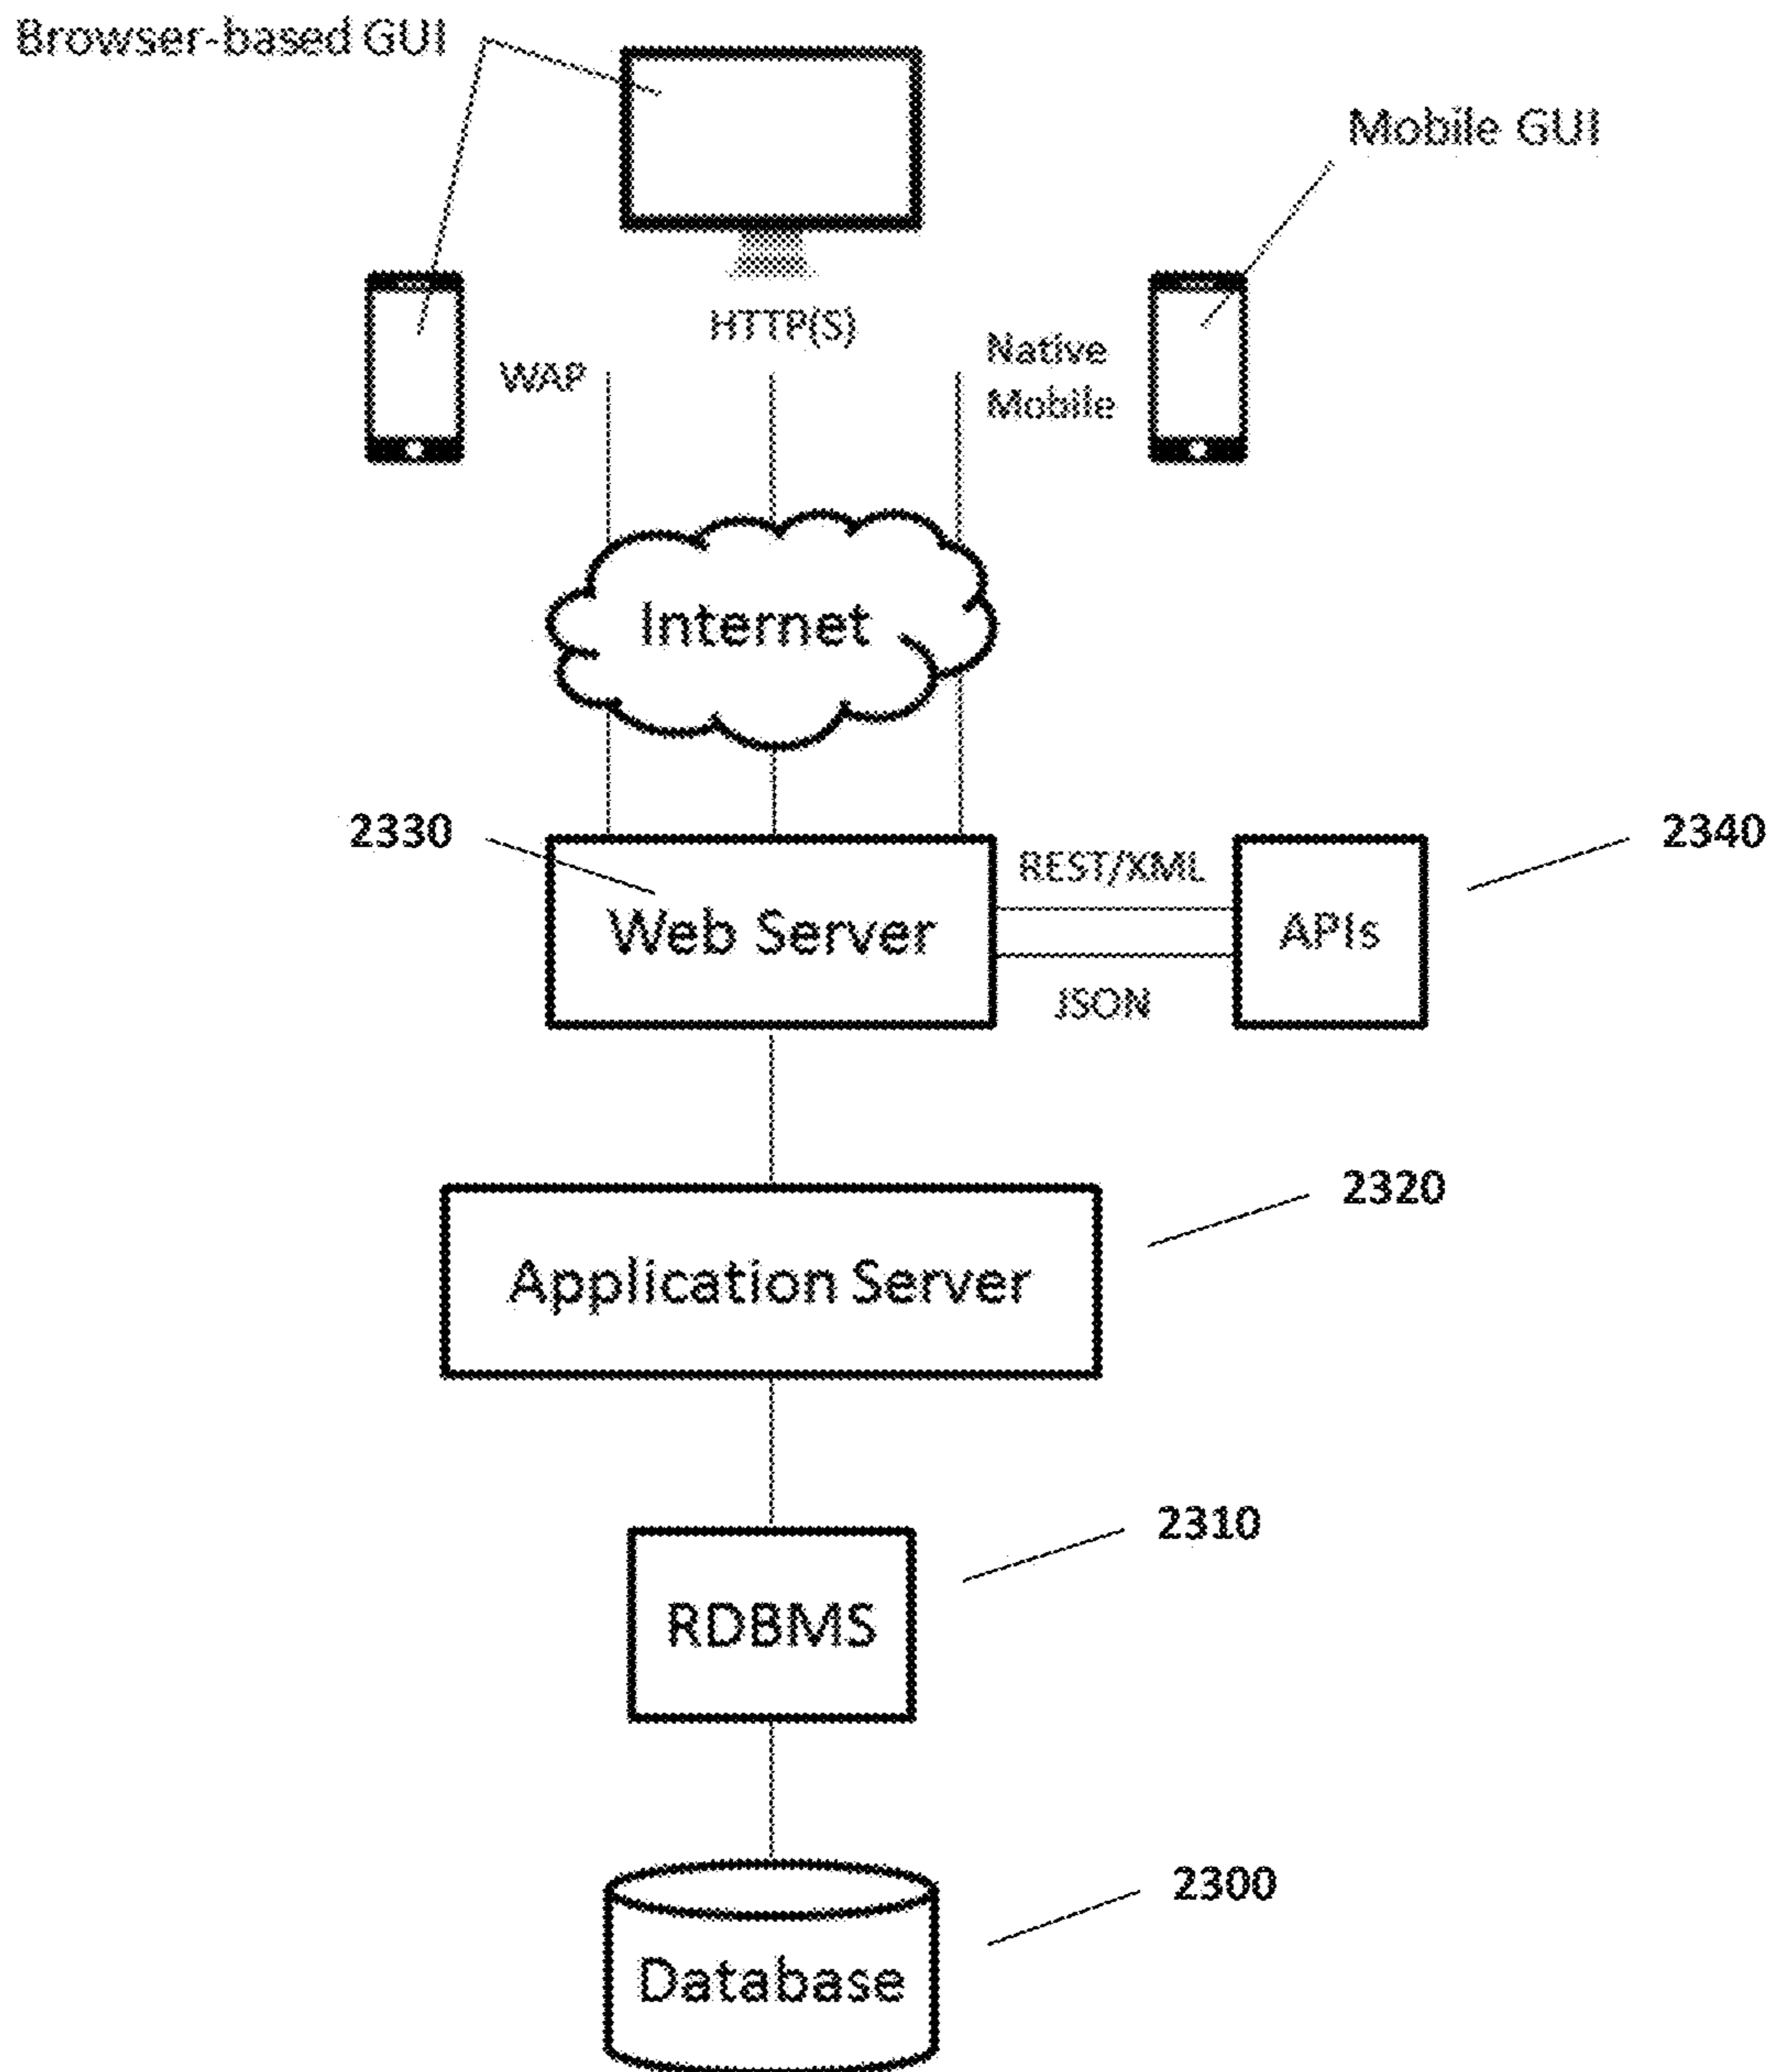 Browser-based GUI
Mobile GUI
HTTP(S)
WAP
Native
Mobile
Internet
2330
2340
REST/XML
Web Server
APIs
JSON
2320
Application Server
2310
RDBMS
2300
Database